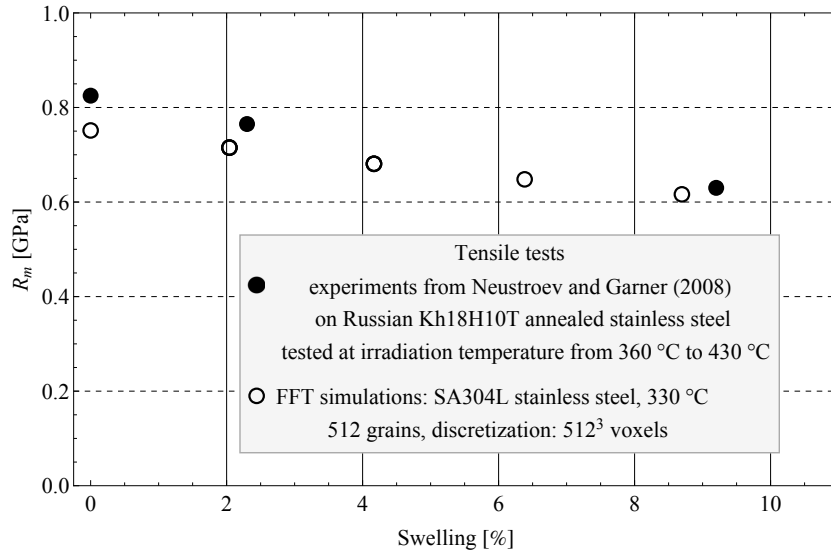 1.0
0.8
0.6
0.4
0.2
0.0
R_m [GPa]
Tensile tests
experiments from Neustroev and Garner (2008)
on Russian Kh18H10T annealed stainless steel
tested at irradiation temperature from 360 °C to 430 °C
FFT simulations: SA304L stainless steel, 330 °C
512 grains, discretization: 512³ voxels
0 2 4 6 8 10
Swelling [%]